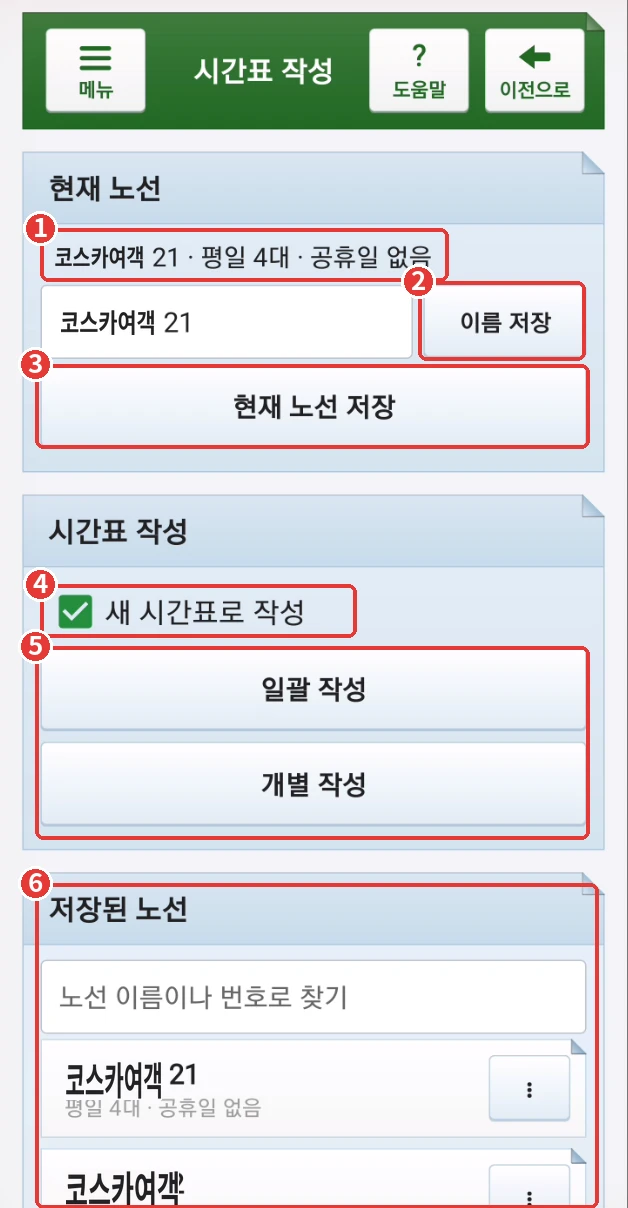 메뉴
시간표 작성
?
도움말
이전으로
현재 노선
1
코스카여객 21 · 평일 4대 · 공휴일 없음
2
코스카여객 21
이름 저장
3
현재 노선 저장
시간표 작성
4
새 시간표로 작성
5
일괄 작성
개별 작성
6
저장된 노선
노선 이름이나 번호로 찾기
코스카여객 21
평일 4대 · 공휴일 없음
코스카여객